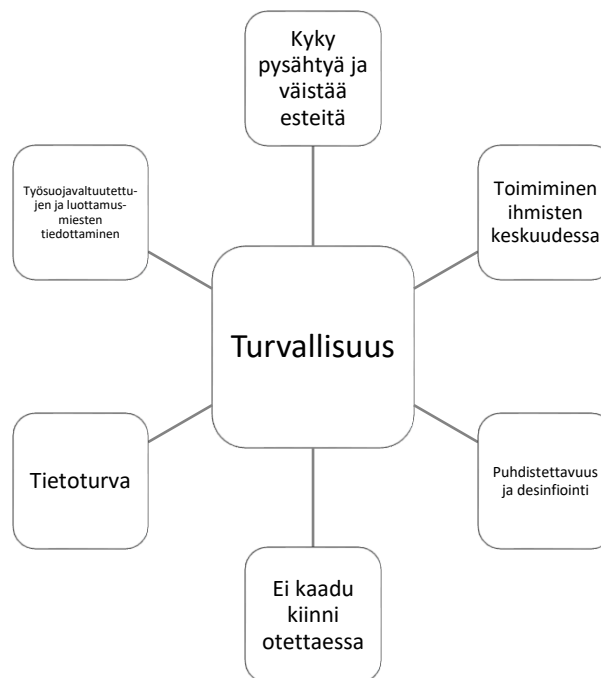 Kyky
pysähtyä ja
väistää
esteitä
Työsuojavaltuutettu-
jen ja luottamus-
miesten
tiedottaminen
Toimiminen
ihmisten
keskuudessa
Turvallisuus
Tietoturva
Puhdistettavuus
ja desinfiointi
Ei kaadu
kiinni
otettaessa